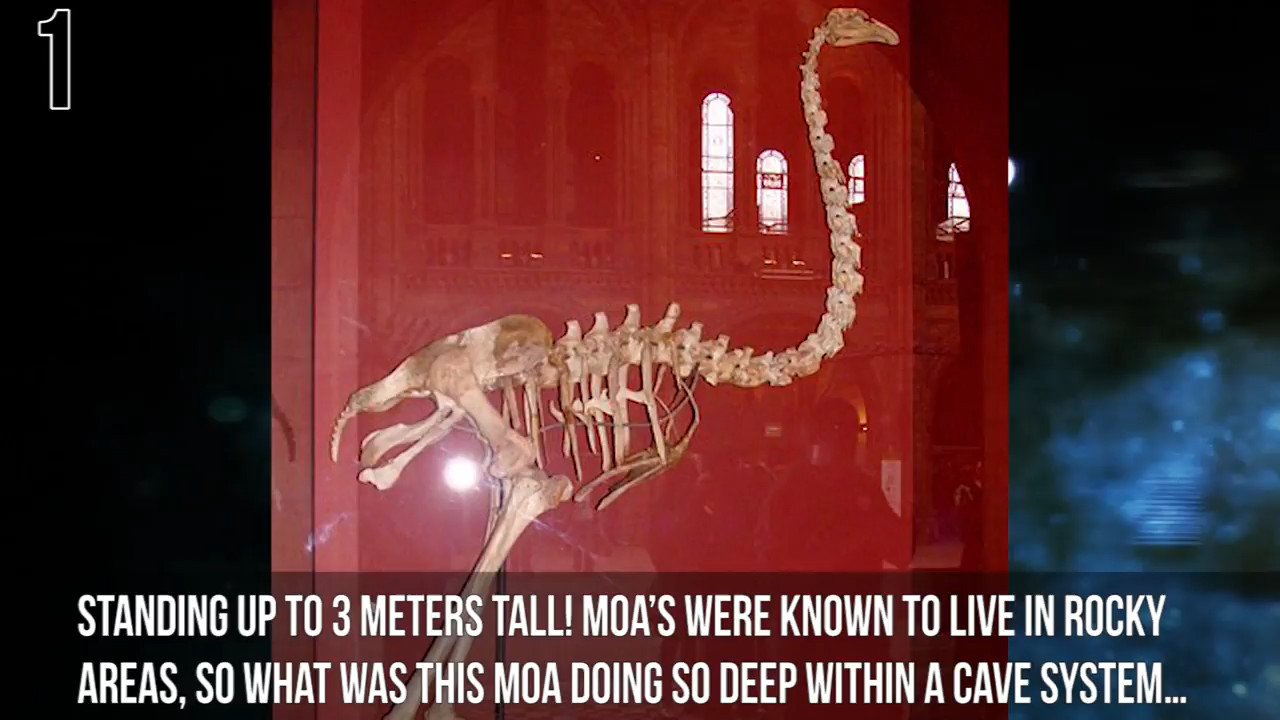 1
STANDING UP TO 3 METERS TALL! MOA'S WERE KNOWN TO LIVE IN ROCKY
AREAS, SO WHAT WAS THIS MOA DOING SO DEEP WITHIN A CAVE SYSTEM...